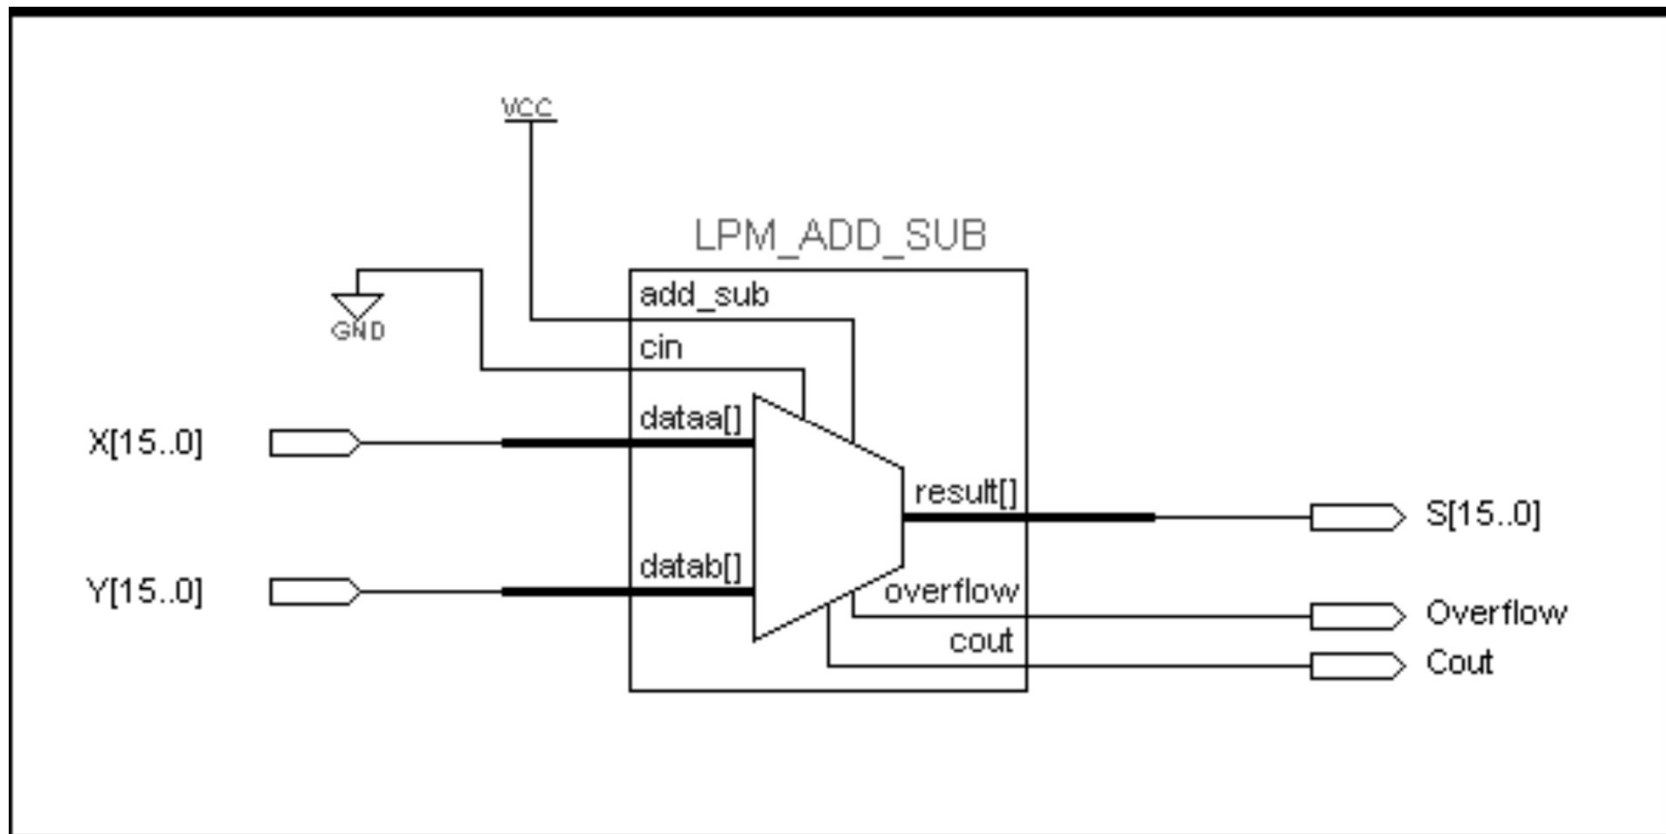 VCC
LPM_ADD_SUB
add_sub
GND
cin
X[15..0]
dataa[]
result[]
S[15..0]
Y[15..0]
datab[]
overflow
Overflow
cout
Cout